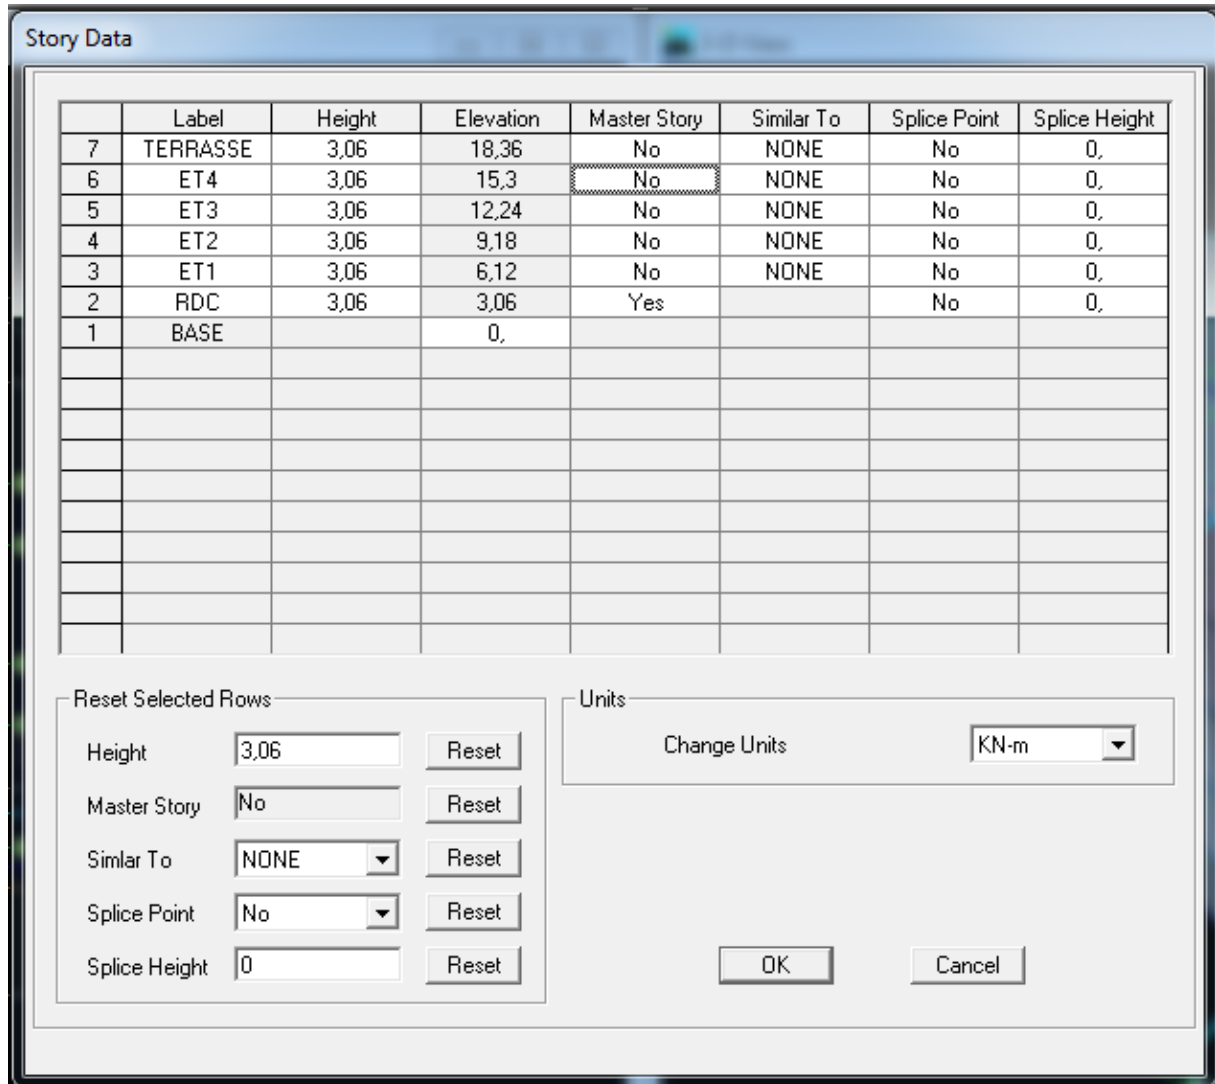 Story Data
Label Height Elevation Master Story Similar To Splice Point Splice Height
7 TERRASSE 3,06 18,36 No NONE No 0,
6 ET4 3,06 15,3 No NONE No 0,
5 ET3 3,06 12,24 No NONE No 0,
4 ET2 3,06 9,18 No NONE No 0,
3 ET1 3,06 6,12 No NONE No 0,
2 RDC 3,06 3,06 Yes No 0,
1 BASE 0,
Reset Selected Rows
Height 3,06 Reset
Master Story No Reset
Simlar To NONE Reset
Splice Point No Reset
Splice Height 0 Reset
Units
Change Units KN-m
OK Cancel